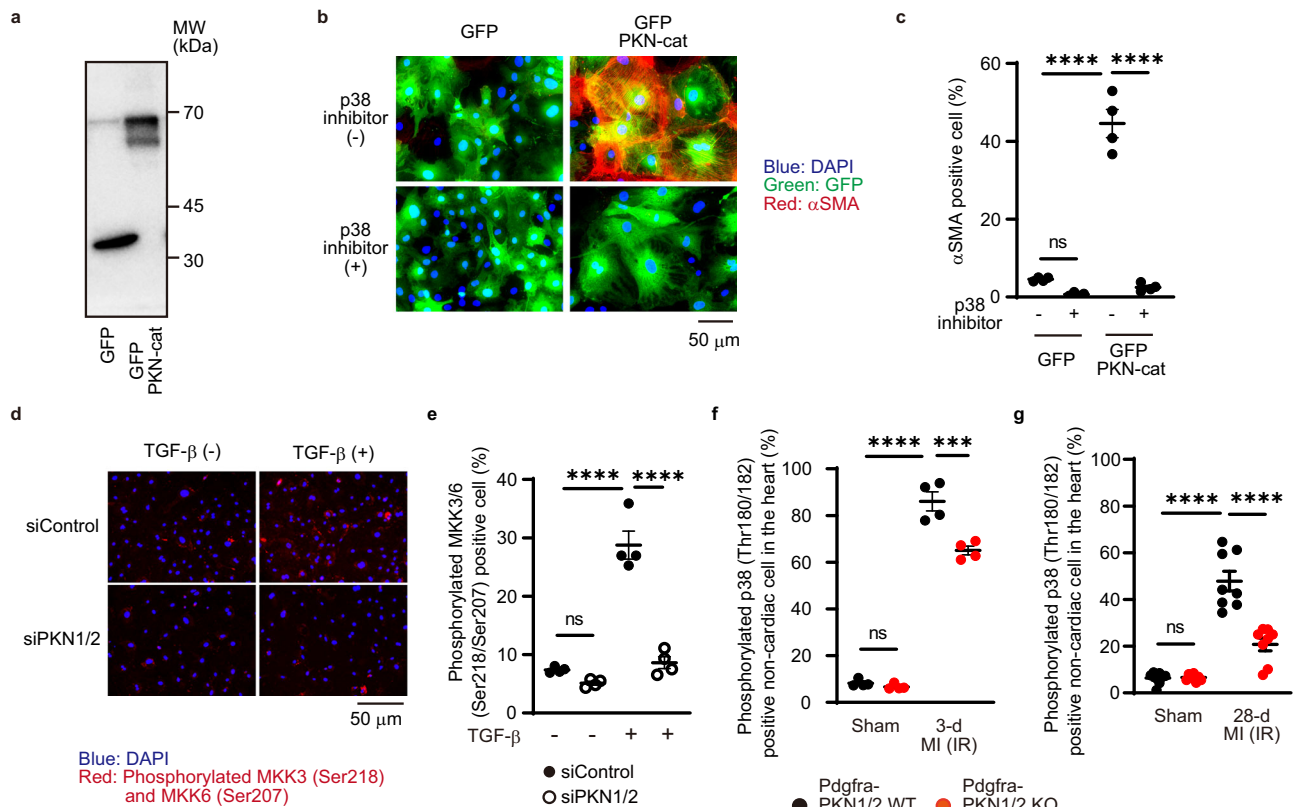 a
MW
(kDa)
70
45
30
GFP
GFP
PKN-cat
b
GFP
GFP
PKN-cat
p38
inhibitor
(-)
p38
inhibitor
(+)
50 μm
Blue: DAPI
Green: GFP
Red: αSMA
c
αSMA positive cell (%)
60
40
20
0
**** ****
ns
p38
inhibitor
- + - +
GFP
GFP
PKN-cat
d
TGF-β (-) TGF-β (+)
siControl
siPKN1/2
50 μm
Blue: DAPI
Red: Phosphorylated MKK3 (Ser218)
and MKK6 (Ser207)
e
Phosphorylated MKK3/6
(Ser218/Ser207) positive cell (%)
40
30
20
10
0
**** ****
ns
TGF-β - - + +
siControl
siPKN1/2
f
Phosphorylated p38 (Thr180/182)
positive non-cardiac cell in the heart (%)
100
80
60
40
20
0
**** ***
ns
Sham
3-d
MI (IR)
g
Phosphorylated p38 (Thr180/182)
positive non-cardiac cell in the heart (%)
100
80
60
40
20
0
**** ****
ns
Sham
28-d
MI (IR)
Pdgfra-
PKN1/2 WT
Pdgfra-
PKN1/2 KO